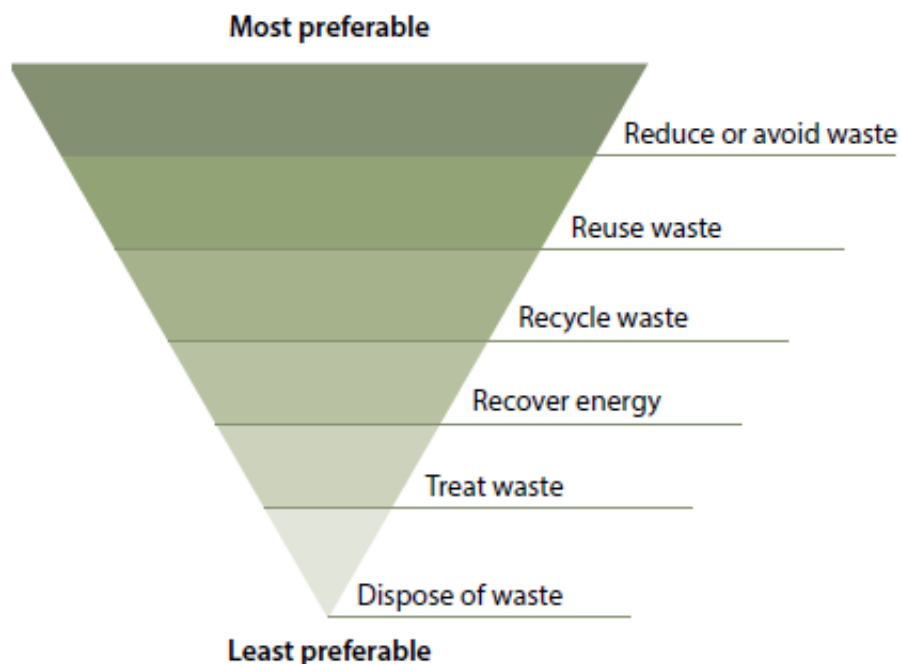 Most preferable
Reduce or avoid waste
Reuse waste
Recycle waste
Recover energy
Treat waste
Dispose of waste
Least preferable